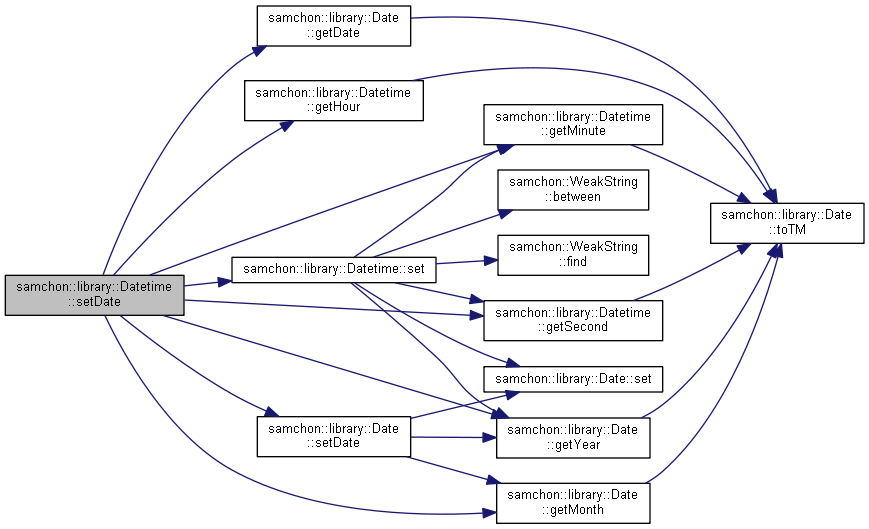 samchon::library::Date
::getDate
samchon::library::Datetime
::getHour
samchon::library::Datetime
::getMinute
samchon::WeakString
::between
samchon::library::Date
::toTM
samchon::WeakString
::find
samchon::library::Datetime::set
samchon::library::Datetime
::setDate
samchon::library::Datetime
::getSecond
samchon::library::Date::set
samchon::library::Date
::setDate
samchon::library::Date
::getYear
samchon::library::Date
::getMonth